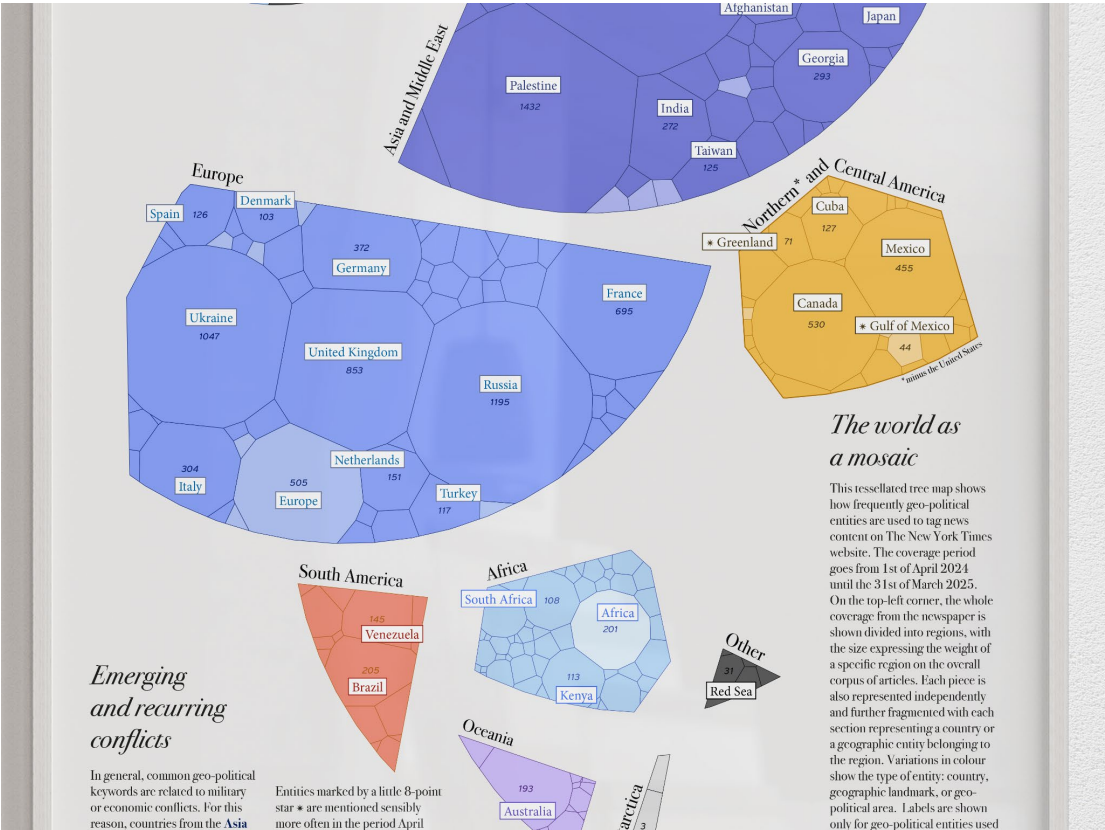 Asia and Middle East
Afghanistan
Japan
Georgia
293
Palestine
1432
India
272
Taiwan
125
Europe
Spain
126
Denmark
103
372
Germany
France
695
Ukraine
1047
United Kingdom
853
Russia
1195
304
Italy
505
Europe
Netherlands
151
Turkey
117
Northern* and
Central America
Cuba
127
✷ Greenland
71
Mexico
455
Canada
530
✷ Gulf of Mexico
44
*minus the United States
The world as
a mosaic
This tessellated tree map shows
how frequently geo-political
entities are used to tag news
content on The New York Times
website. The coverage period
goes from 1st of April 2024
until the 31st of March 2025.
On the top-left corner, the whole
coverage from the newspaper is
shown divided into regions, with
the size expressing the weight of
a specific region on the overall
corpus of articles. Each piece is
also represented independently
and further fragmented with each
section representing a country or
a geographic entity belonging to
the region. Variations in colour
show the type of entity: country,
geographic landmark, or geo-
political area. Labels are shown
only for geo-political entities used
South America
145
Venezuela
205
Brazil
Africa
South Africa
108
Africa
201
113
Kenya
Other
31
Red Sea
Oceania
193
Australia
arctica
3
Emerging
and recurring
conflicts
In general, common geo-political
keywords are related to military
or economic conflicts. For this
reason, countries from the Asia
Entities marked by a little 8-point
star ✷ are mentioned sensibly
more often in the period April